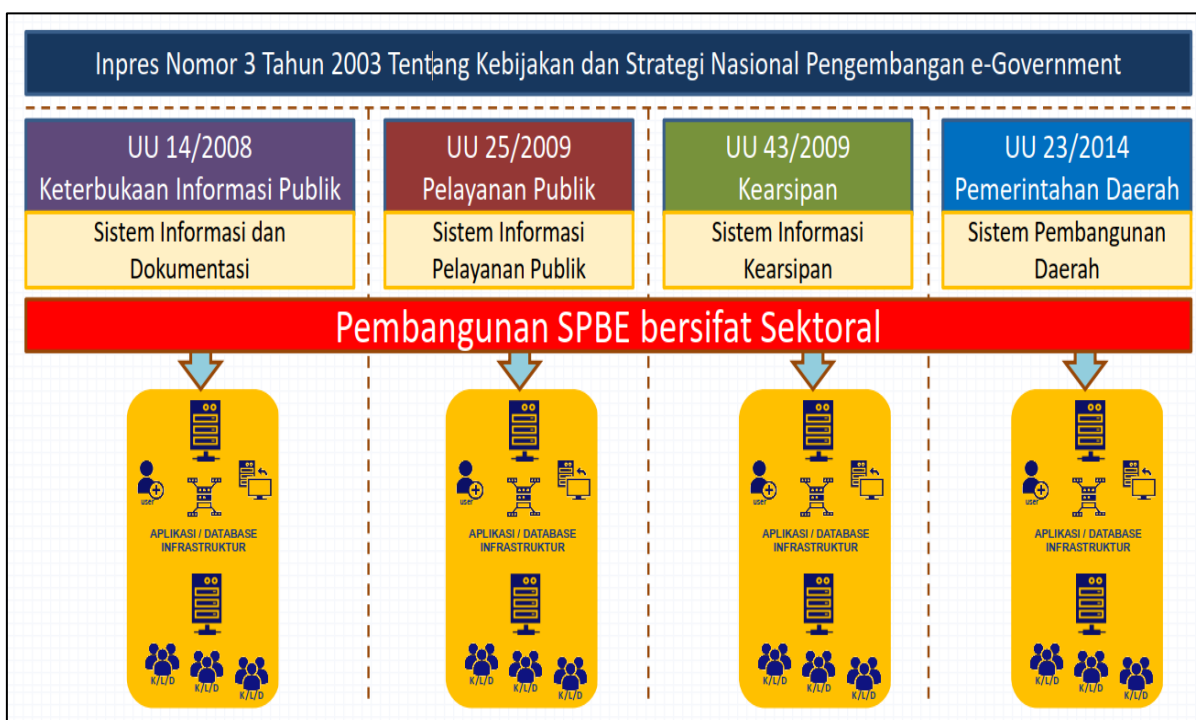 Inpres Nomor 3 Tahun 2003 Tentang Kebijakan dan Strategi Nasional Pengembangan e-Government
UU 14/2008
Keterbukaan Informasi Publik
Sistem Informasi dan
Dokumentasi
UU 25/2009
Pelayanan Publik
Sistem Informasi
Pelayanan Publik
UU 43/2009
Kearsipan
Sistem Informasi
Kearsipan
UU 23/2014
Pemerintahan Daerah
Sistem Pembangunan
Daerah
Pembangunan SPBE bersifat Sektoral
user
APLIKASI / DATABASE
INFRASTRUKTUR
K/L/D
K/L/D
K/L/D
user
APLIKASI / DATABASE
INFRASTRUKTUR
K/L/D
K/L/D
K/L/D
user
APLIKASI / DATABASE
INFRASTRUKTUR
K/L/D
K/L/D
K/L/D
user
APLIKASI / DATABASE
INFRASTRUKTUR
K/L/D
K/L/D
K/L/D